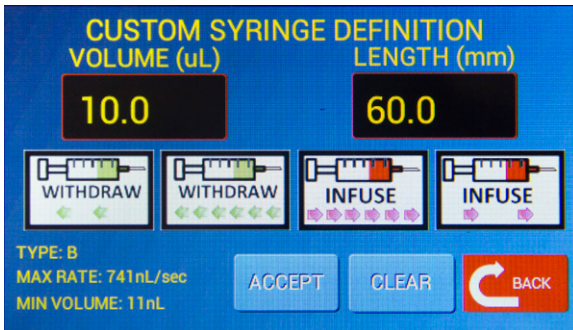 CUSTOM SYRINGE DEFINITION
VOLUME (uL)
LENGTH (mm)
10.0
60.0
WITHDRAW
WITHDRAW
INFUSE
INFUSE
TYPE: B
MAX RATE: 741nL/sec
MIN VOLUME: 11nL
ACCEPT
CLEAR
BACK